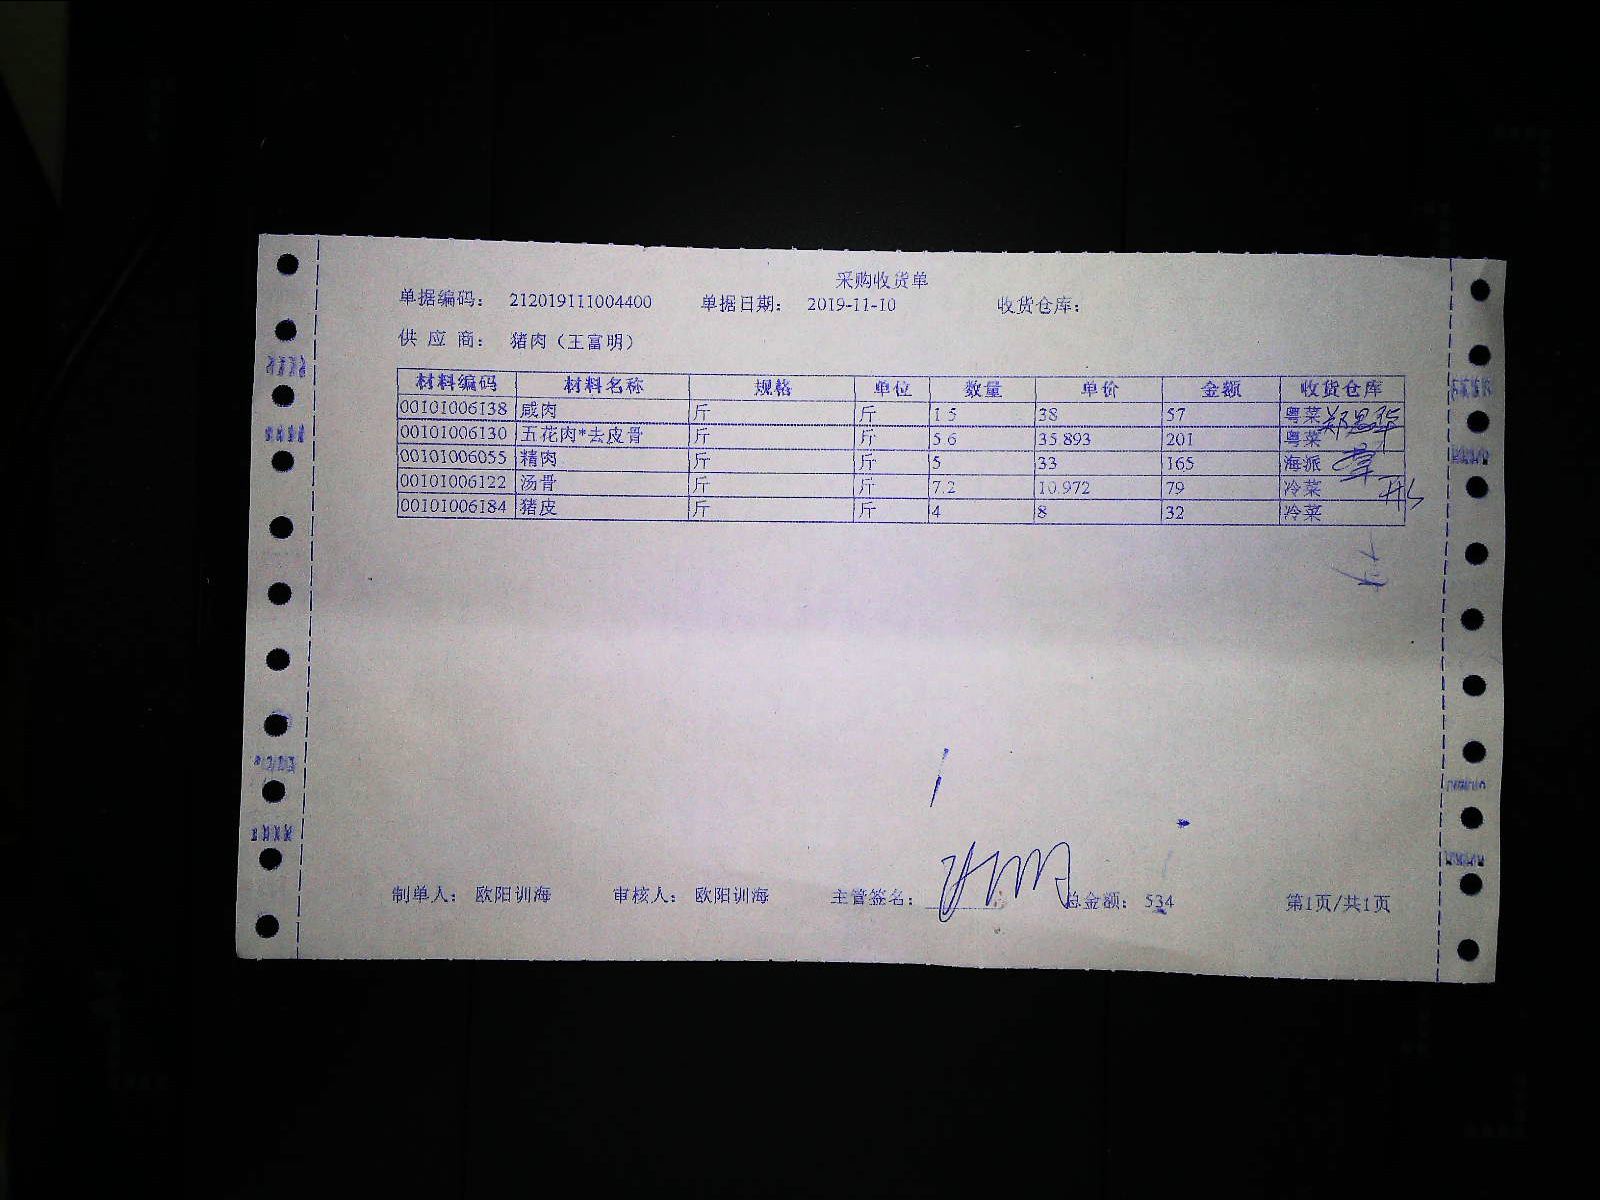 采购收货单
单据编码： 212019111004400 单据日期： 2019-11-10 收货仓库：
供 应 商： 猪肉（王富明）
材料编码 材料名称 规格 单位 数量 单价 金额 收货仓库
00101006138 咸肉 斤 斤 1 5 38 57 粤菜
00101006130 五花肉*去皮骨 斤 斤 5 6 35 893 201 粤菜
00101006055 精肉 斤 斤 5 33 165 海派
00101006122 汤骨 斤 斤 7.2 10.972 79 冷菜
00101006184 猪皮 斤 斤 4 8 32 冷菜
制单人： 欧阳训海 审核人： 欧阳训海 主管签名： 总金额： 534 第1页/共1页